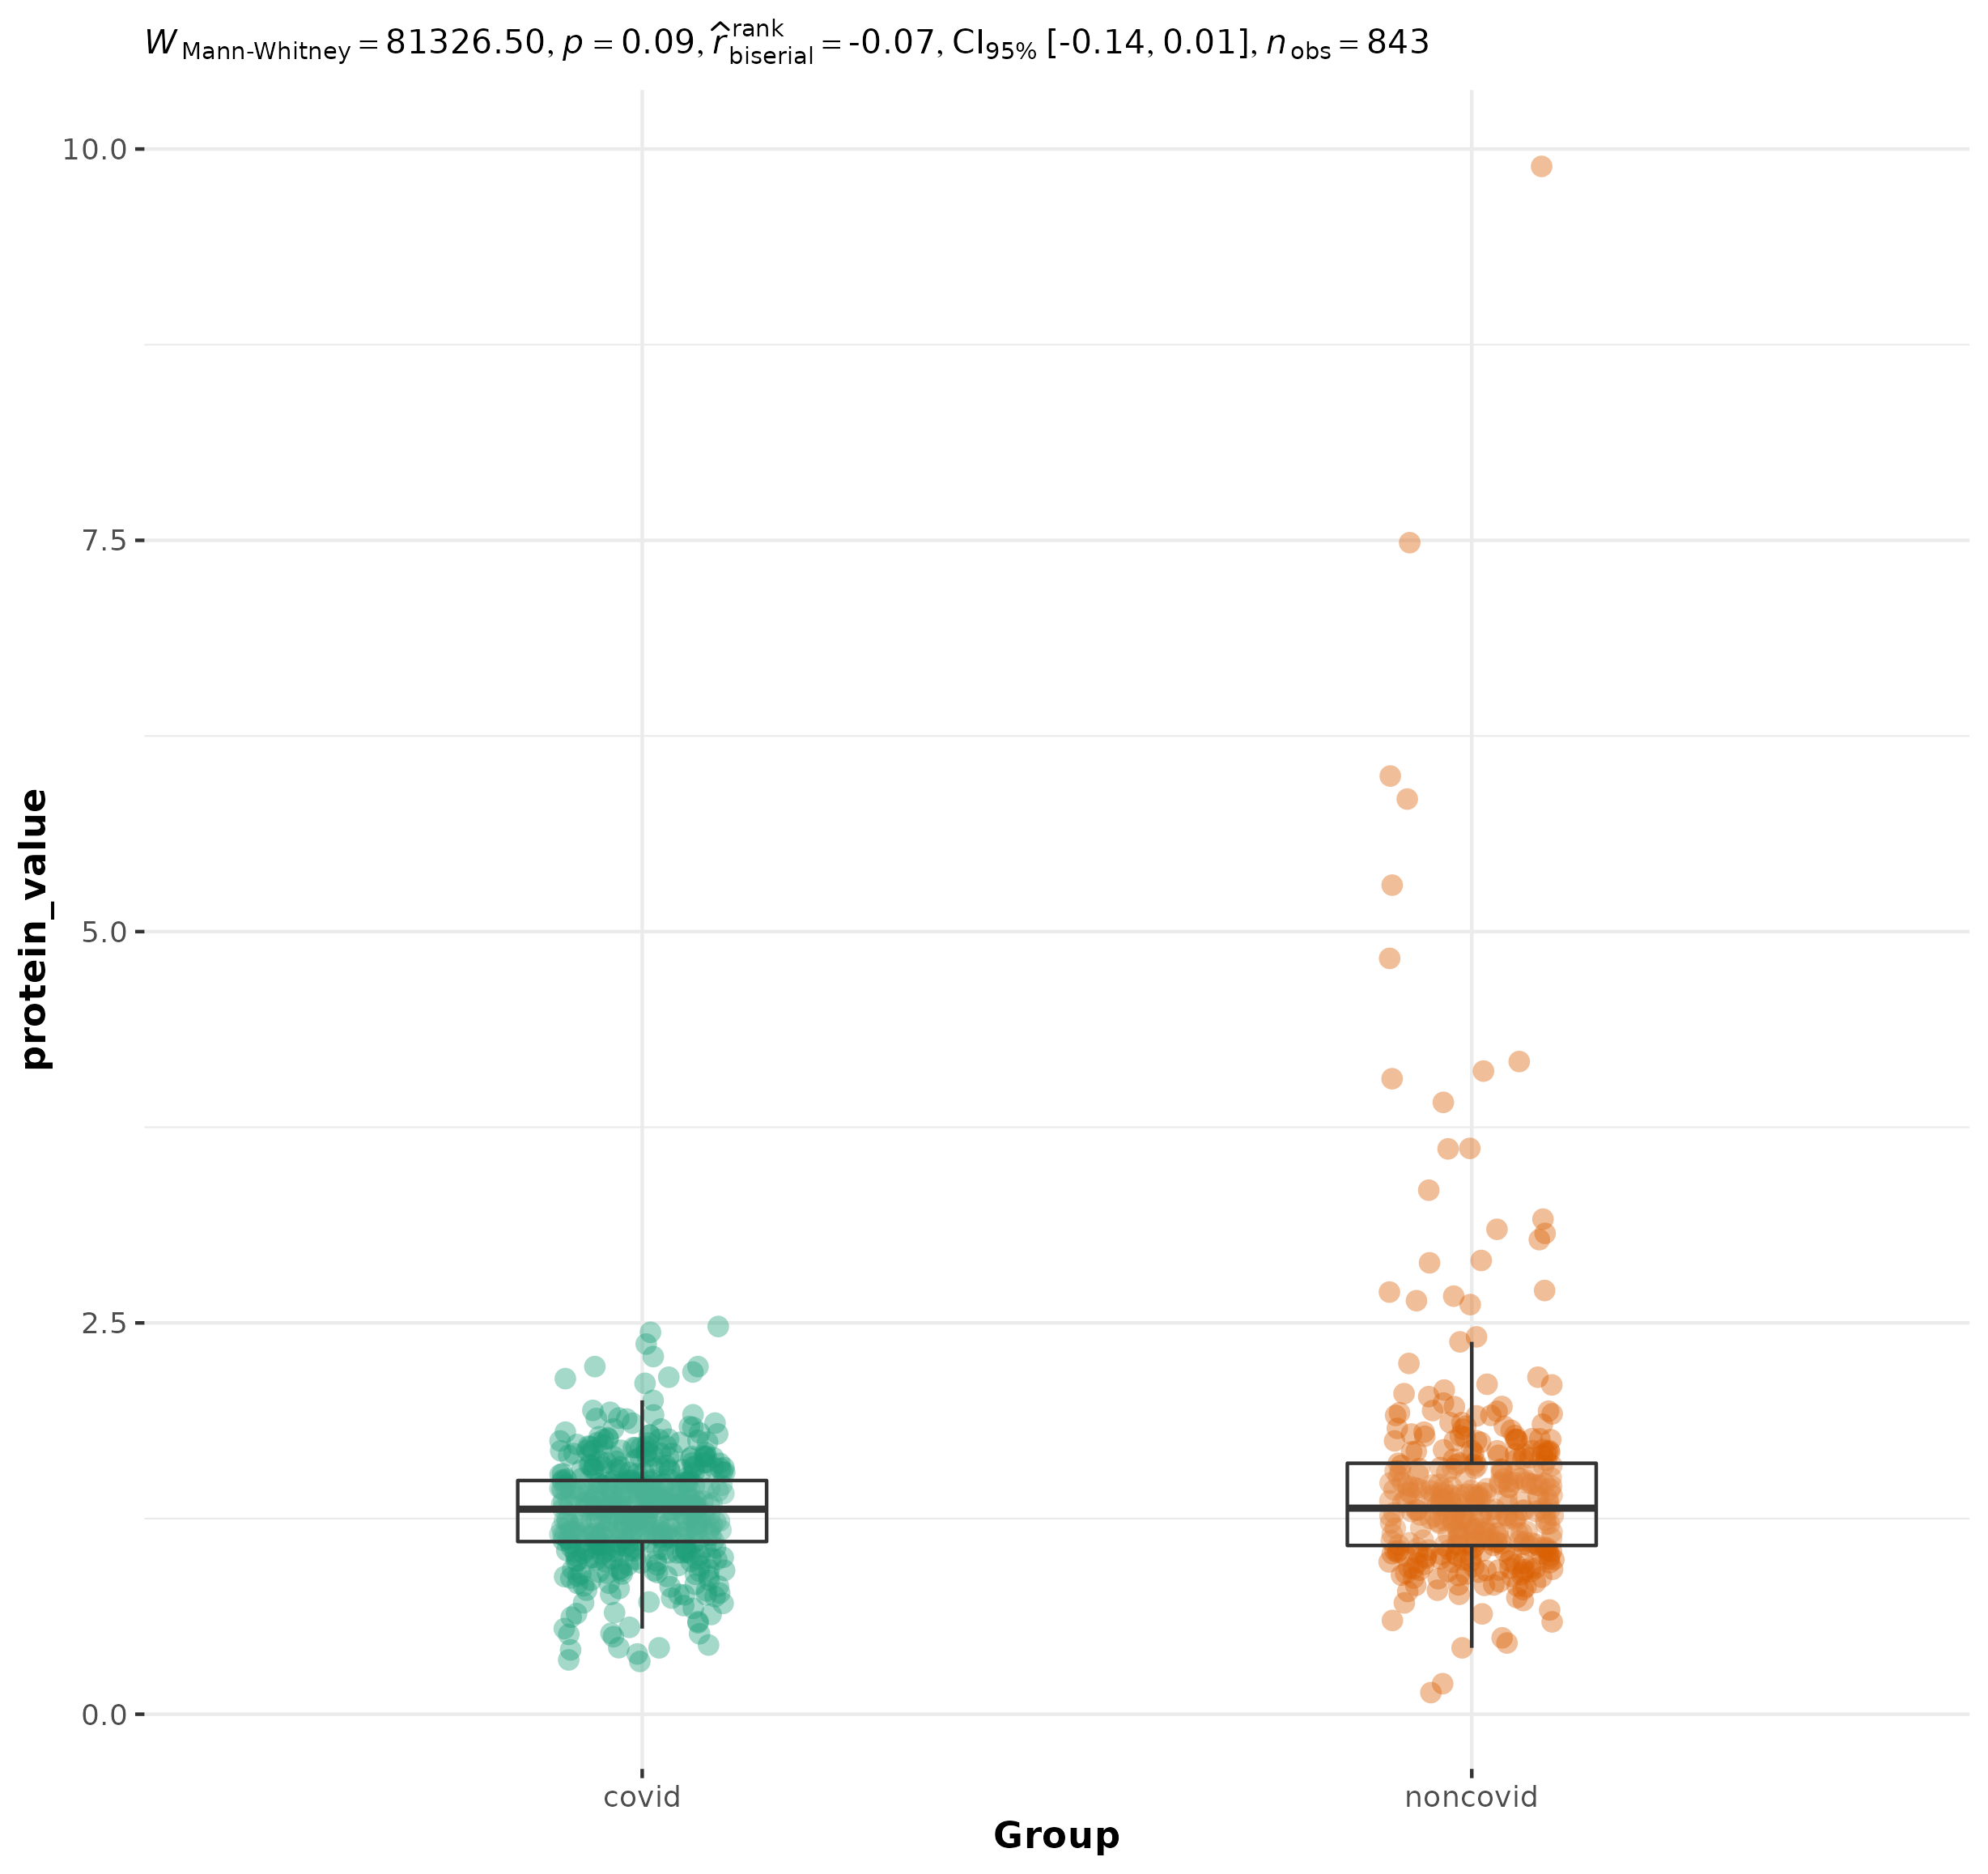 W Mann-Whitney = 81326.50, p = 0.09, r̂ rank biserial = -0.07, CI95% [-0.14, 0.01], n obs = 843
10.0
7.5
5.0
2.5
0.0
protein_value
covid noncovid
Group